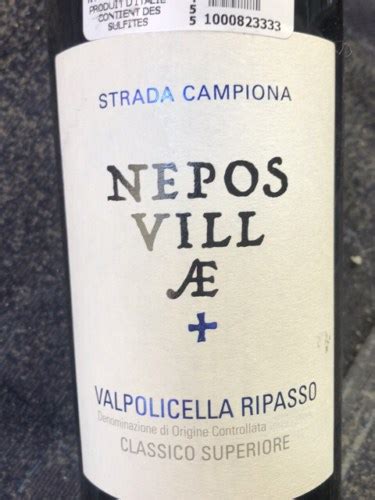 PRODUIT D'ITALIE
CONTIENT DES
SULFITES
5
5
1000823333
STRADA CAMPIONA
NEPOS
VILL
Æ
+
VALPOLICELLA RIPASSO
Denominazione di Origine Controllata
CLASSICO SUPERIORE